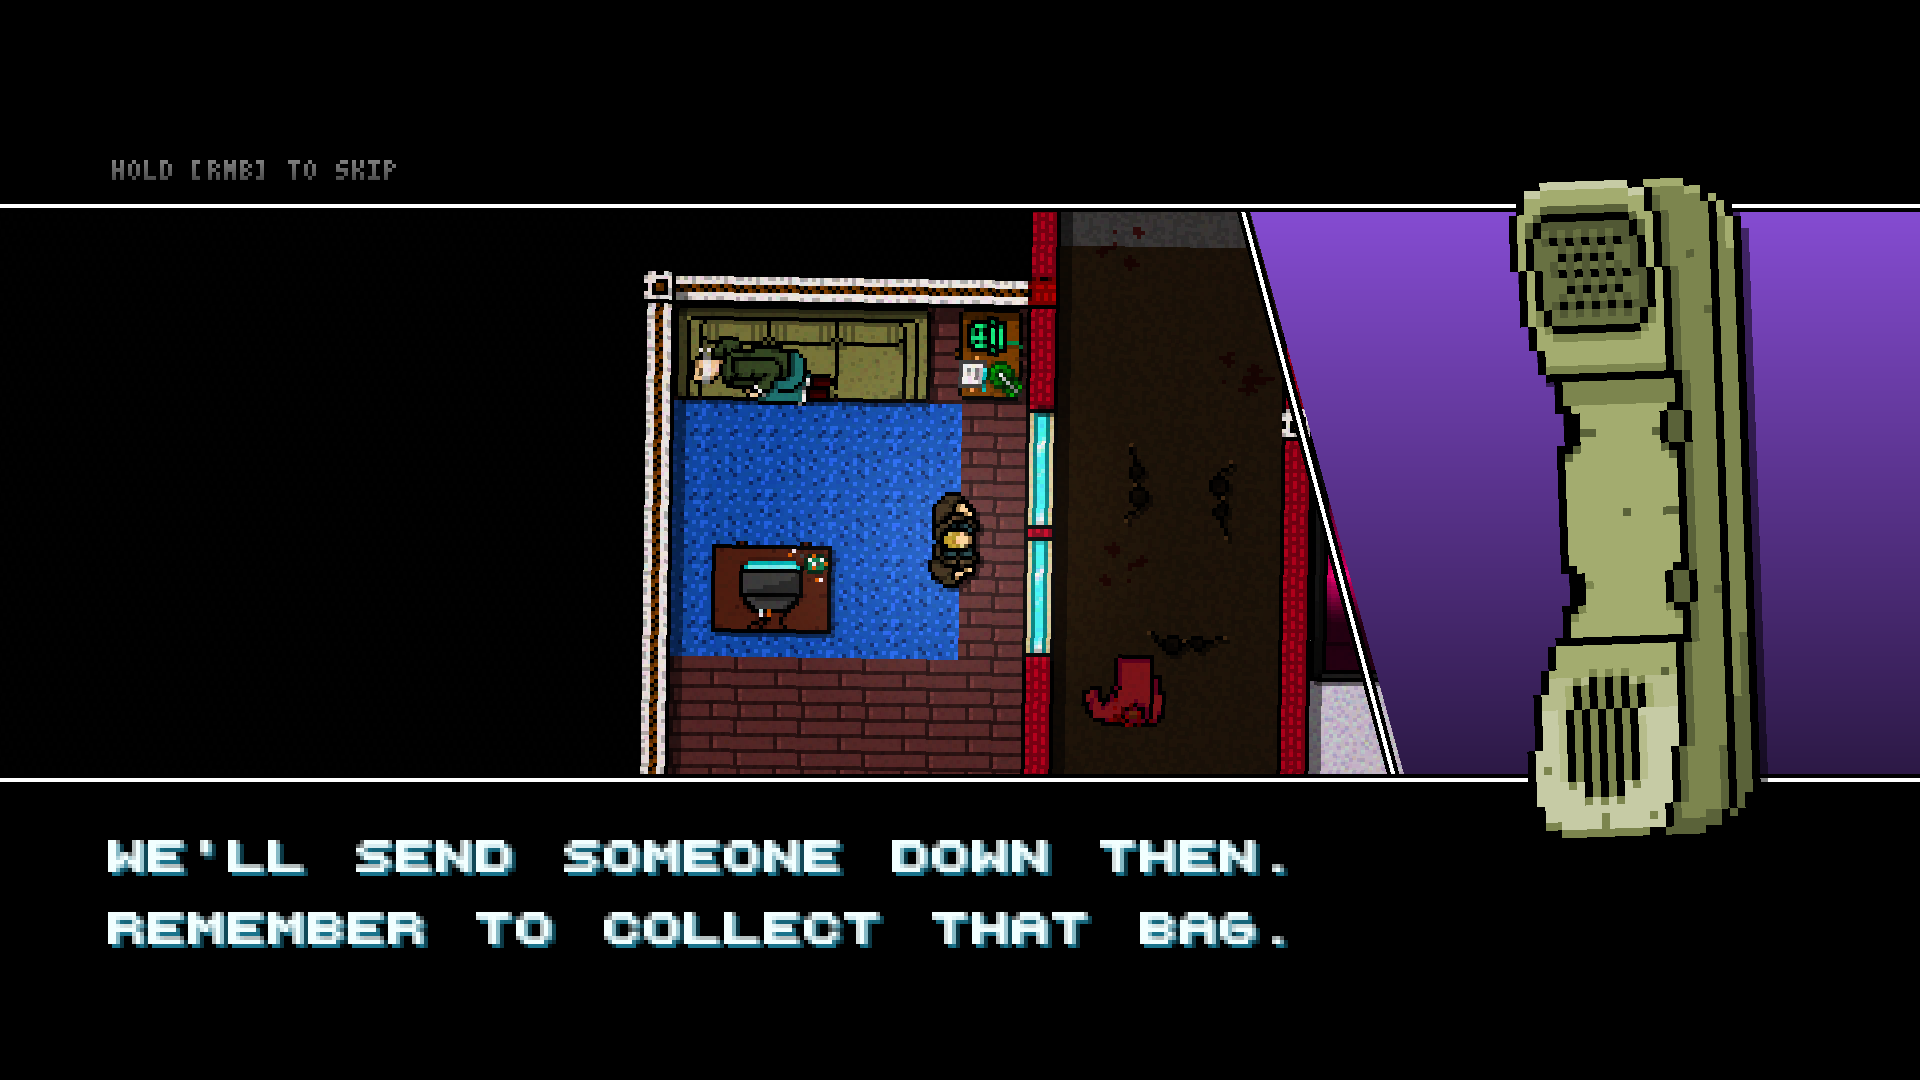 HOLD [RMB] TO SKIP
WE'LL SEND SOMEONE DOWN THEN.
REMEMBER TO COLLECT THAT BAG.